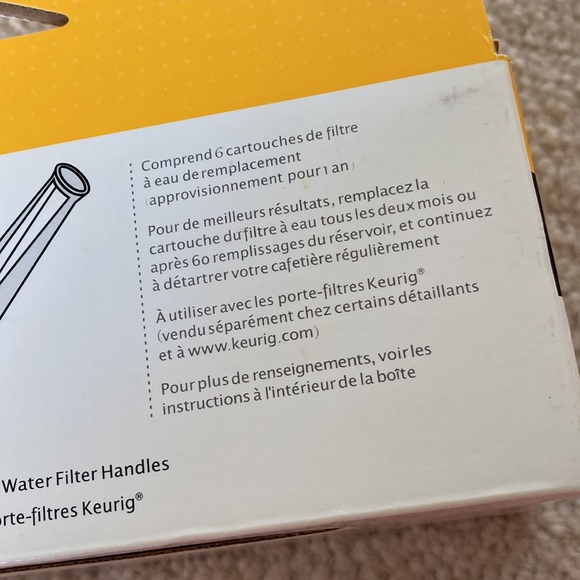 Comprend 6 cartouches de filtre
à eau de remplacement
(approvisionnement pour 1 an)
Pour de meilleurs résultats, remplacez la
cartouche du filtre à eau tous les deux mois ou
après 60 remplissages du réservoir, et continuez
à détartrer votre cafetière régulièrement
À utiliser avec les porte-filtres Keurig®
(vendu séparément chez certains détaillants
et à www.keurig.com)
Pour plus de renseignements, voir les
instructions à l'intérieur de la boîte
Water Filter Handles
rte-filtres Keurig®